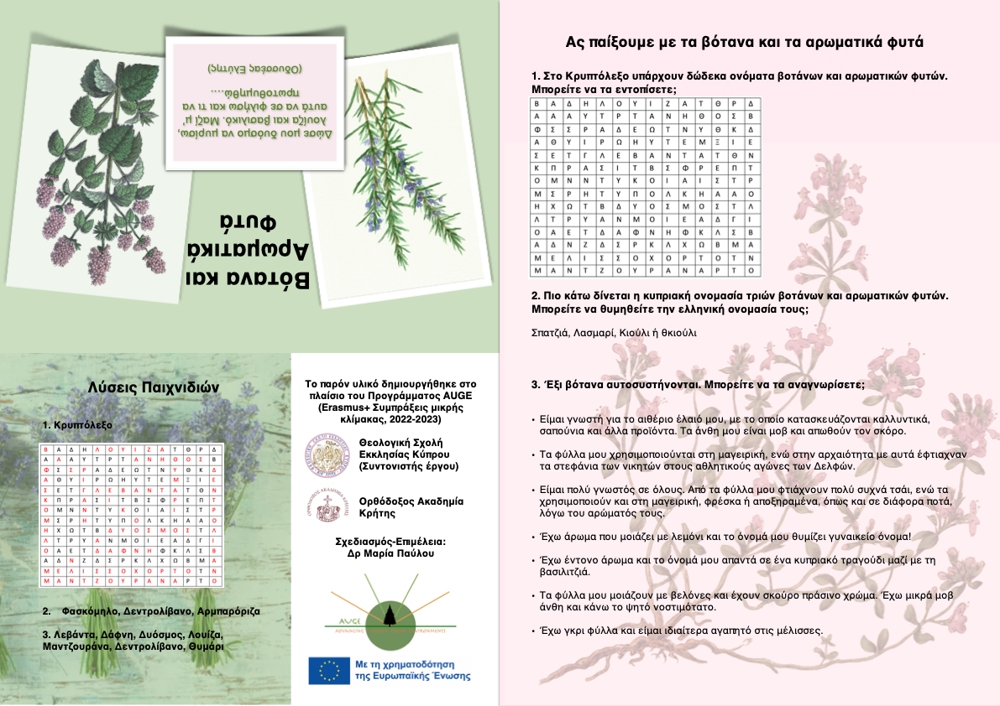 Βότανα και
Αρωματικά
Φυτά
Δώσε μου δυόσμο να μυρίσω,
λουίζα και βασιλικό. Μαζί μ'
αυτά να σε φιλήσω και τι να
πρωτοθυμηθώ....
(Οδυσσέας Ελύτης)
Λύσεις Παιχνιδιών
1. Κρυπτόλεξο
Β Α Δ Η Λ Ο Υ Ι Ζ Α Τ Θ Ρ Δ
Α Α Α Υ Τ Ρ Τ Α Ν Η Θ Ο Σ Β
Φ Σ Σ Ρ Α Δ Ε Ω Τ Ν Υ Θ Κ Δ
Α Θ Υ Ι Ρ Ω Η Υ Τ Ε Μ Σ Ι Ε
Σ Ε Τ Γ Λ Ε Β Α Ν Τ Α Τ Θ Ν
Κ Π Ρ Α Σ Ι Τ Β Σ Φ Ρ Ε Π Τ
Ο Μ Ν Ν Τ Υ Κ Ο Ι Α Ι Σ Τ Ρ
Μ Σ Ρ Η Τ Υ Π Ο Λ Κ Η Α Α Ο
Η Χ Ω Τ Β Δ Υ Ο Σ Μ Ο Σ Τ Λ
Λ Τ Ρ Υ Α Ν Μ Ο Ι Ε Α Δ Γ Ι
Ο Α Ε Τ Δ Α Φ Ν Η Φ Κ Λ Σ Β
Α Δ Ν Ζ Δ Σ Ρ Κ Λ Χ Ω Β Μ Α
Μ Ε Λ Ι Σ Σ Ο Χ Ο Ρ Τ Ο Τ Ν
Μ Α Ν Τ Ζ Ο Υ Ρ Α Ν Α Ρ Τ Ο
2. Φασκόμηλο, Δεντρολίβανο, Αρμπαρόριζα
3. Λεβάντα, Δάφνη, Δυόσμος, Λουίζα,
Μαντζουράνα, Δεντρολίβανο, Θυμάρι
Το παρόν υλικό δημιουργήθηκε στο
πλαίσιο του Προγράμματος AUGE
(Erasmus+ Συμπράξεις μικρής
κλίμακας, 2022-2023)
Θεολογική Σχολή
Εκκλησίας Κύπρου
(Συντονιστής έργου)
Ορθόδοξος Ακαδημία
Κρήτης
Σχεδιασμός-Επιμέλεια:
Δρ Μαρία Παύλου
AUGE
Με τη χρηματοδότηση
της Ευρωπαϊκής Ένωσης
Ας παίξουμε με τα βότανα και τα αρωματικά φυτά
1. Στο Κρυπτόλεξο υπάρχουν δώδεκα ονόματα βοτάνων και αρωματικών φυτών.
Μπορείτε να τα εντοπίσετε;
Β Α Δ Η Λ Ο Υ Ι Ζ Α Τ Θ Ρ Δ
Α Α Α Υ Τ Ρ Τ Α Ν Η Θ Ο Σ Β
Φ Σ Σ Ρ Α Δ Ε Ω Τ Ν Υ Θ Κ Δ
Α Θ Υ Ι Ρ Ω Η Υ Τ Ε Μ Ξ Ι Ε
Σ Ε Τ Γ Λ Ε Β Α Ν Τ Α Τ Θ Ν
Κ Π Ρ Α Σ Ι Τ Β Σ Φ Ρ Ε Π Τ
Ο Μ Ν Ν Τ Υ Κ Ο Ι Α Ι Σ Τ Ρ
Μ Σ Ρ Η Τ Υ Π Ο Λ Κ Η Α Α Ο
Η Χ Ω Τ Β Δ Υ Ο Σ Μ Ο Σ Τ Λ
Λ Τ Ρ Υ Α Ν Μ Ο Ι Ε Α Δ Γ Ι
Ο Α Ε Τ Δ Α Φ Ν Η Φ Κ Λ Σ Β
Α Δ Ν Ζ Δ Σ Ρ Κ Λ Χ Ω Β Μ Α
Μ Ε Λ Ι Σ Σ Ο Χ Ο Ρ Τ Ο Τ Ν
Μ Α Ν Τ Ζ Ο Υ Ρ Α Ν Α Ρ Τ Ο
2. Πιο κάτω δίνεται η κυπριακή ονομασία τριών βοτάνων και αρωματικών φυτών.
Μπορείτε να θυμηθείτε την ελληνική ονομασία τους;
Σπατζιά, Λασμαρί, Κιούλι ή θκιούλι
3. Έξι βότανα αυτοσυστήνονται. Μπορείτε να τα αναγνωρίσετε;
• Είμαι γνωστή για το αιθέριο έλαιό μου, με το οποίο κατασκευάζονται καλλυντικά,
σαπούνια και άλλα προϊόντα. Τα άνθη μου είναι μοβ και απωθούν τον σκόρο.
• Τα φύλλα μου χρησιμοποιούνται στη μαγειρική, ενώ στην αρχαιότητα με αυτά έφτιαχναν
τα στεφάνια των νικητών στους αθλητικούς αγώνες των Δελφών.
• Είμαι πολύ γνωστός σε όλους. Από τα φύλλα μου φτιάχνουν πολύ συχνά τσάι, ενώ τα
χρησιμοποιούν και στη μαγειρική, φρέσκα ή αποξηραμένα, όπως και σε διάφορα ποτά,
λόγω του αρώματός τους.
• Έχω άρωμα που μοιάζει με λεμόνι και το όνομά μου θυμίζει γυναικείο όνομα!
• Έχω έντονο άρωμα και το όνομά μου απαντά σε ένα κυπριακό τραγούδι μαζί με τη
βασιλιτζιά.
• Τα φύλλα μου μοιάζουν με βελόνες και έχουν σκούρο πράσινο χρώμα. Έχω μικρά μοβ
άνθη και κάνω το ψητό νοστιμότατο.
• Έχω γκρι φύλλα και είμαι ιδιαίτερα αγαπητό στις μέλισσες.